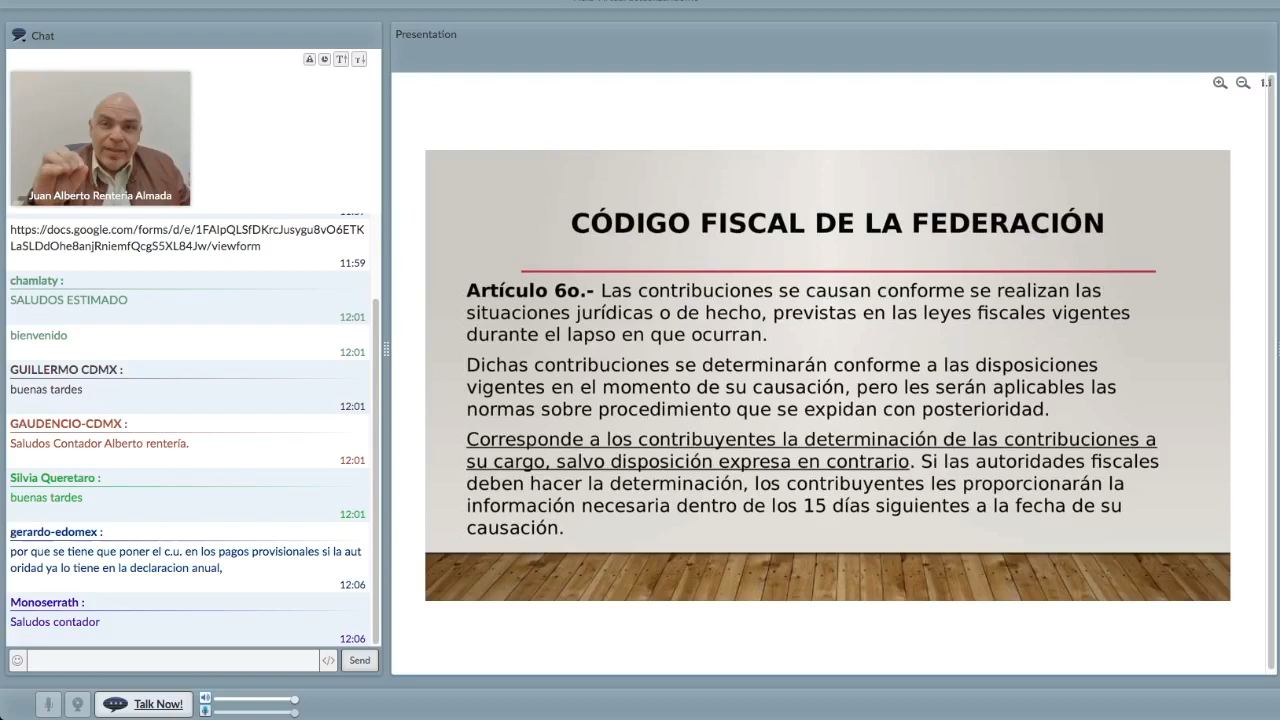 Chat
Presentation
Juan Alberto Renteria Almada
https://docs.google.com/forms/d/e/1FAIpQLSfDKrcJusygu8vO6ETK
LaSLDdOhe8anjRniemfQcgS5XL84Jw/viewform
11:59
chamlaty :
SALUDOS ESTIMADO
12:01
bienvenido
12:01
GUILLERMO CDMX :
buenas tardes
12:01
GAUDENCIO-CDMX :
Saludos Contador Alberto rentería.
12:01
Silvia Queretaro :
buenas tardes
12:01
gerardo-edomex :
por que se tiene que poner el c.u. en los pagos provisionales si la aut
oridad ya lo tiene en la declaracion anual,
12:06
Monoserrath :
Saludos contador
12:06
Send
Talk Now!
CÓDIGO FISCAL DE LA FEDERACIÓN
Artículo 6o.- Las contribuciones se causan conforme se realizan las
situaciones jurídicas o de hecho, previstas en las leyes fiscales vigentes
durante el lapso en que ocurran.
Dichas contribuciones se determinarán conforme a las disposiciones
vigentes en el momento de su causación, pero les serán aplicables las
normas sobre procedimiento que se expidan con posterioridad.
Corresponde a los contribuyentes la determinación de las contribuciones a
su cargo, salvo disposición expresa en contrario. Si las autoridades fiscales
deben hacer la determinación, los contribuyentes les proporcionarán la
información necesaria dentro de los 15 días siguientes a la fecha de su
causación.